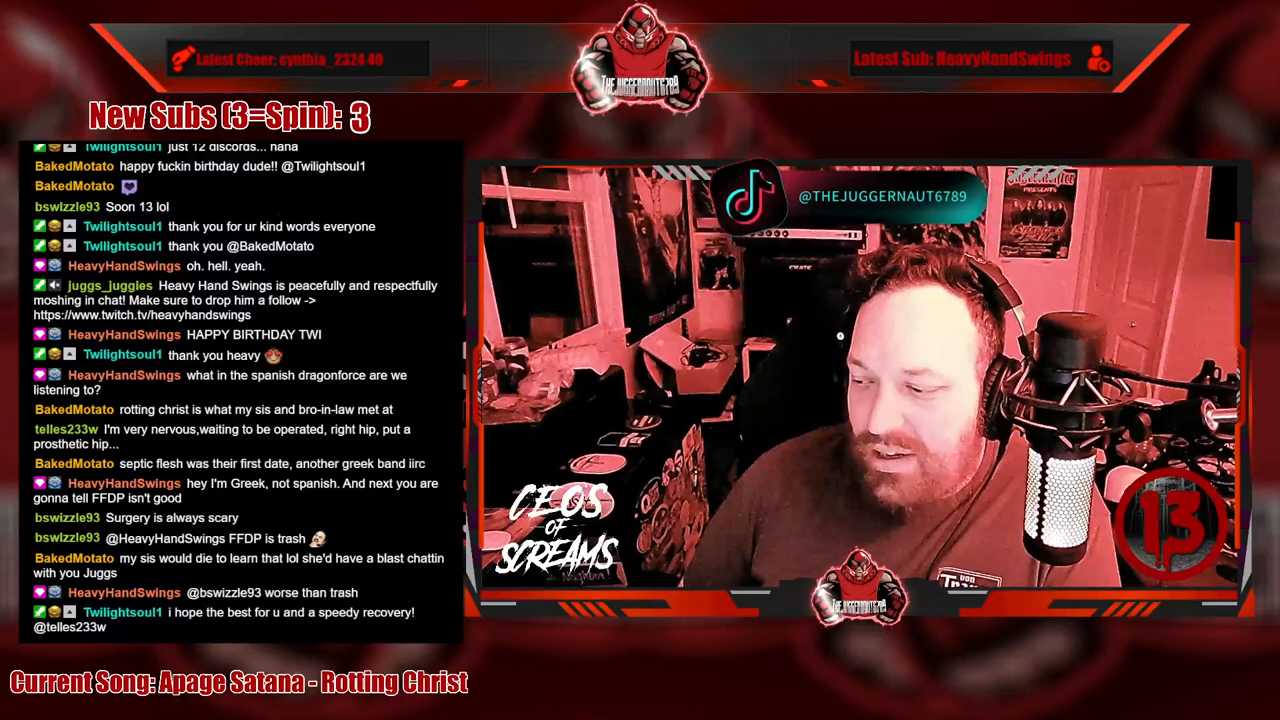 Latest Cheer: cynthia_2324 40
THEJUGGERNAUT6789
Latest Sub: HeavyHandSwings
New Subs (3=Spin): 3
Twilightsoul1 just 12 discords... haha
BakedMotato happy fuckin birthday dude!! @Twilightsoul1
BakedMotato
bswizzle93 Soon 13 lol
Twilightsoul1 thank you for ur kind words everyone
Twilightsoul1 thank you @BakedMotato
HeavyHandSwings oh. hell. yeah.
juggs_juggies Heavy Hand Swings is peacefully and respectfully
moshing in chat! Make sure to drop him a follow ->
https://www.twitch.tv/heavyhandswings
HeavyHandSwings HAPPY BIRTHDAY TWI
Twilightsoul1 thank you heavy
HeavyHandSwings what in the spanish dragonforce are we
listening to?
BakedMotato rotting christ is what my sis and bro-in-law met at
telles233w I'm very nervous,waiting to be operated, right hip, put a
prosthetic hip...
BakedMotato septic flesh was their first date, another greek band iirc
HeavyHandSwings hey I'm Greek, not spanish. And next you are
gonna tell FFDP isn't good
bswizzle93 Surgery is always scary
bswizzle93 @HeavyHandSwings FFDP is trash
BakedMotato my sis would die to learn that lol she'd have a blast chattin
with you Juggs
HeavyHandSwings @bswizzle93 worse than trash
Twilightsoul1 i hope the best for u and a speedy recovery!
@telles233w
@THEJUGGERNAUT6789
CRATE
PRESENTS
CEOS
OF
SCREAMS
von
13
THEJUGGERNAUT6789
Current Song: Apage Satana - Rotting Christ